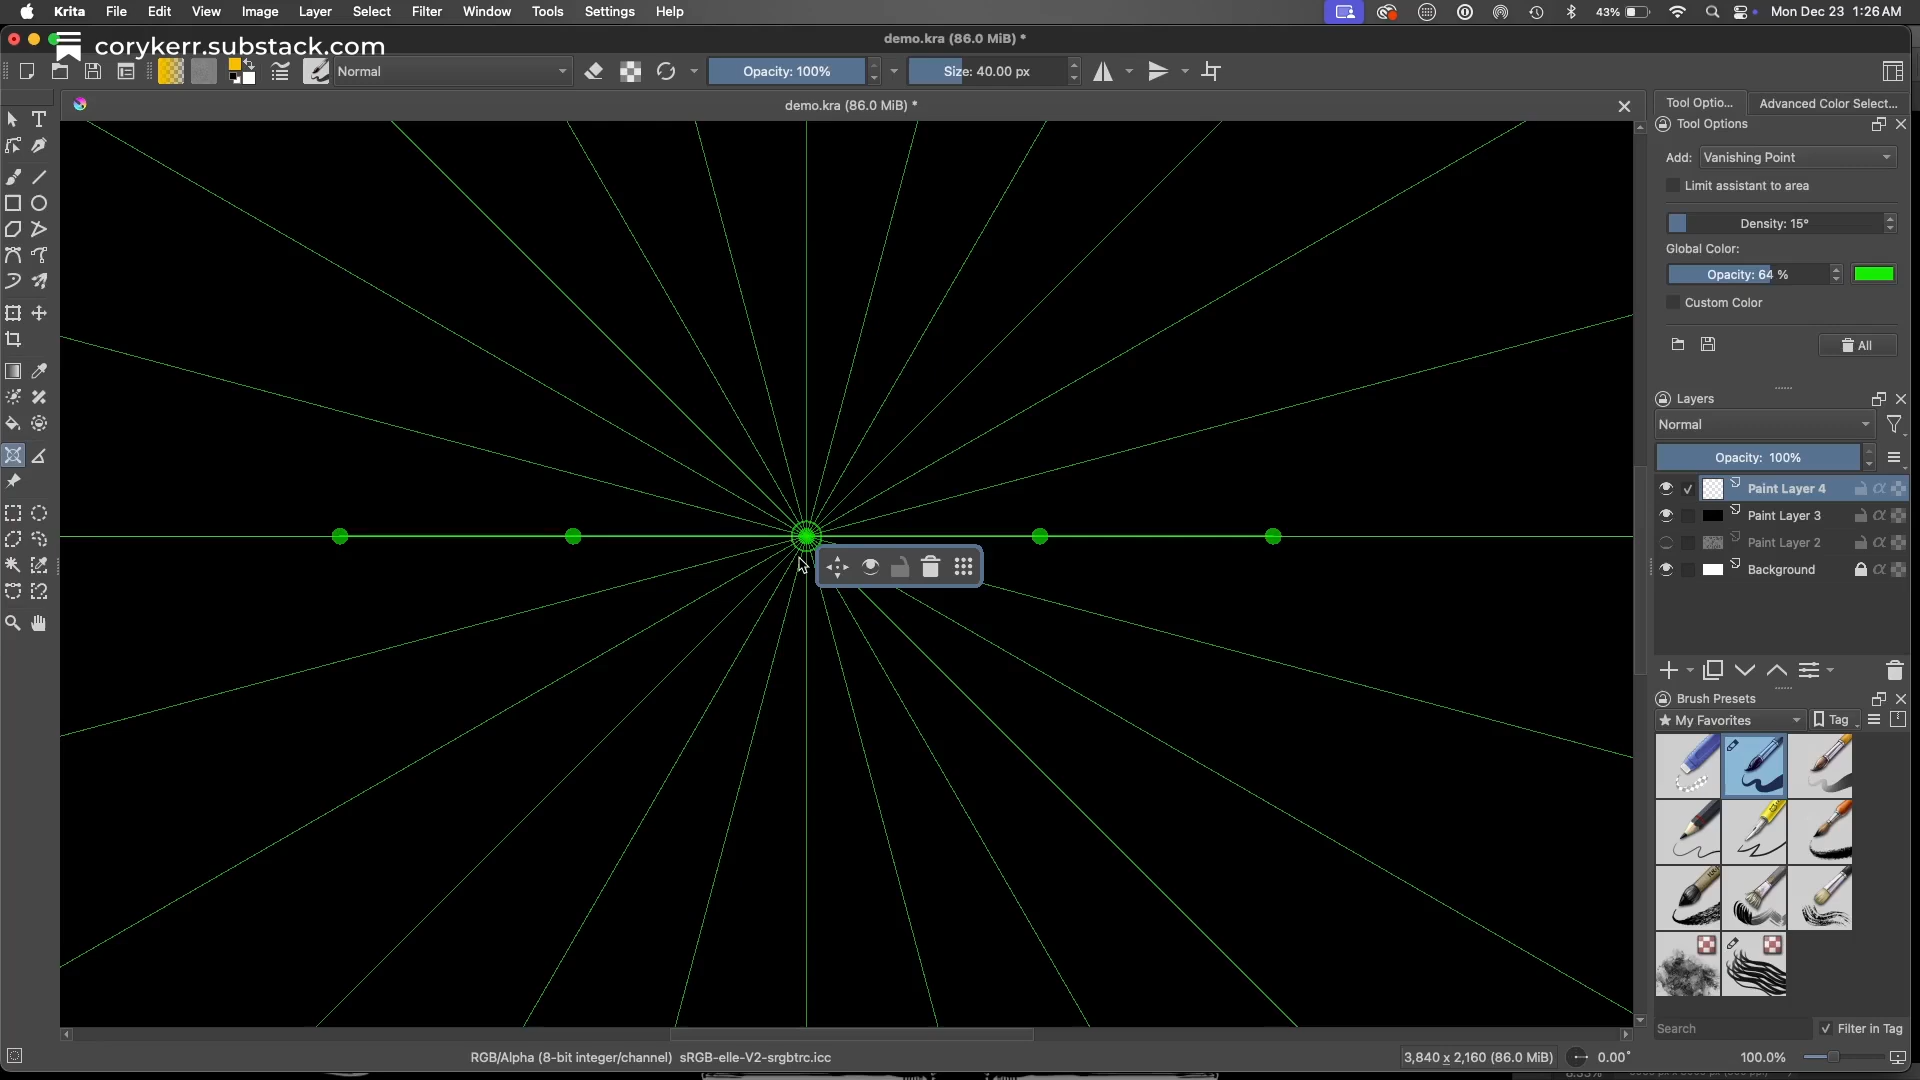 Krita File Edit View Image Layer Select Filter Window Tools Settings Help
43% Mon Dec 23 1:26 AM
corykerr.substack.com
demo.kra (86.0 MiB) *
Normal
Opacity: 100%
Size: 40.00 px
demo.kra (86.0 MiB) *
Tool Optio...
Advanced Color Select...
Tool Options
Add: Vanishing Point
Limit assistant to area
Density: 15°
Global Color:
Opacity: 64 %
Custom Color
All
Layers
Normal
Opacity: 100%
Paint Layer 4
Paint Layer 3
Paint Layer 2
Background
Brush Presets
My Favorites
Tag
Search
Filter in Tag
RGB/Alpha (8-bit integer/channel) sRGB-elle-V2-srgbtrc.icc
3,840 x 2,160 (86.0 MiB)
0.00°
100.0%